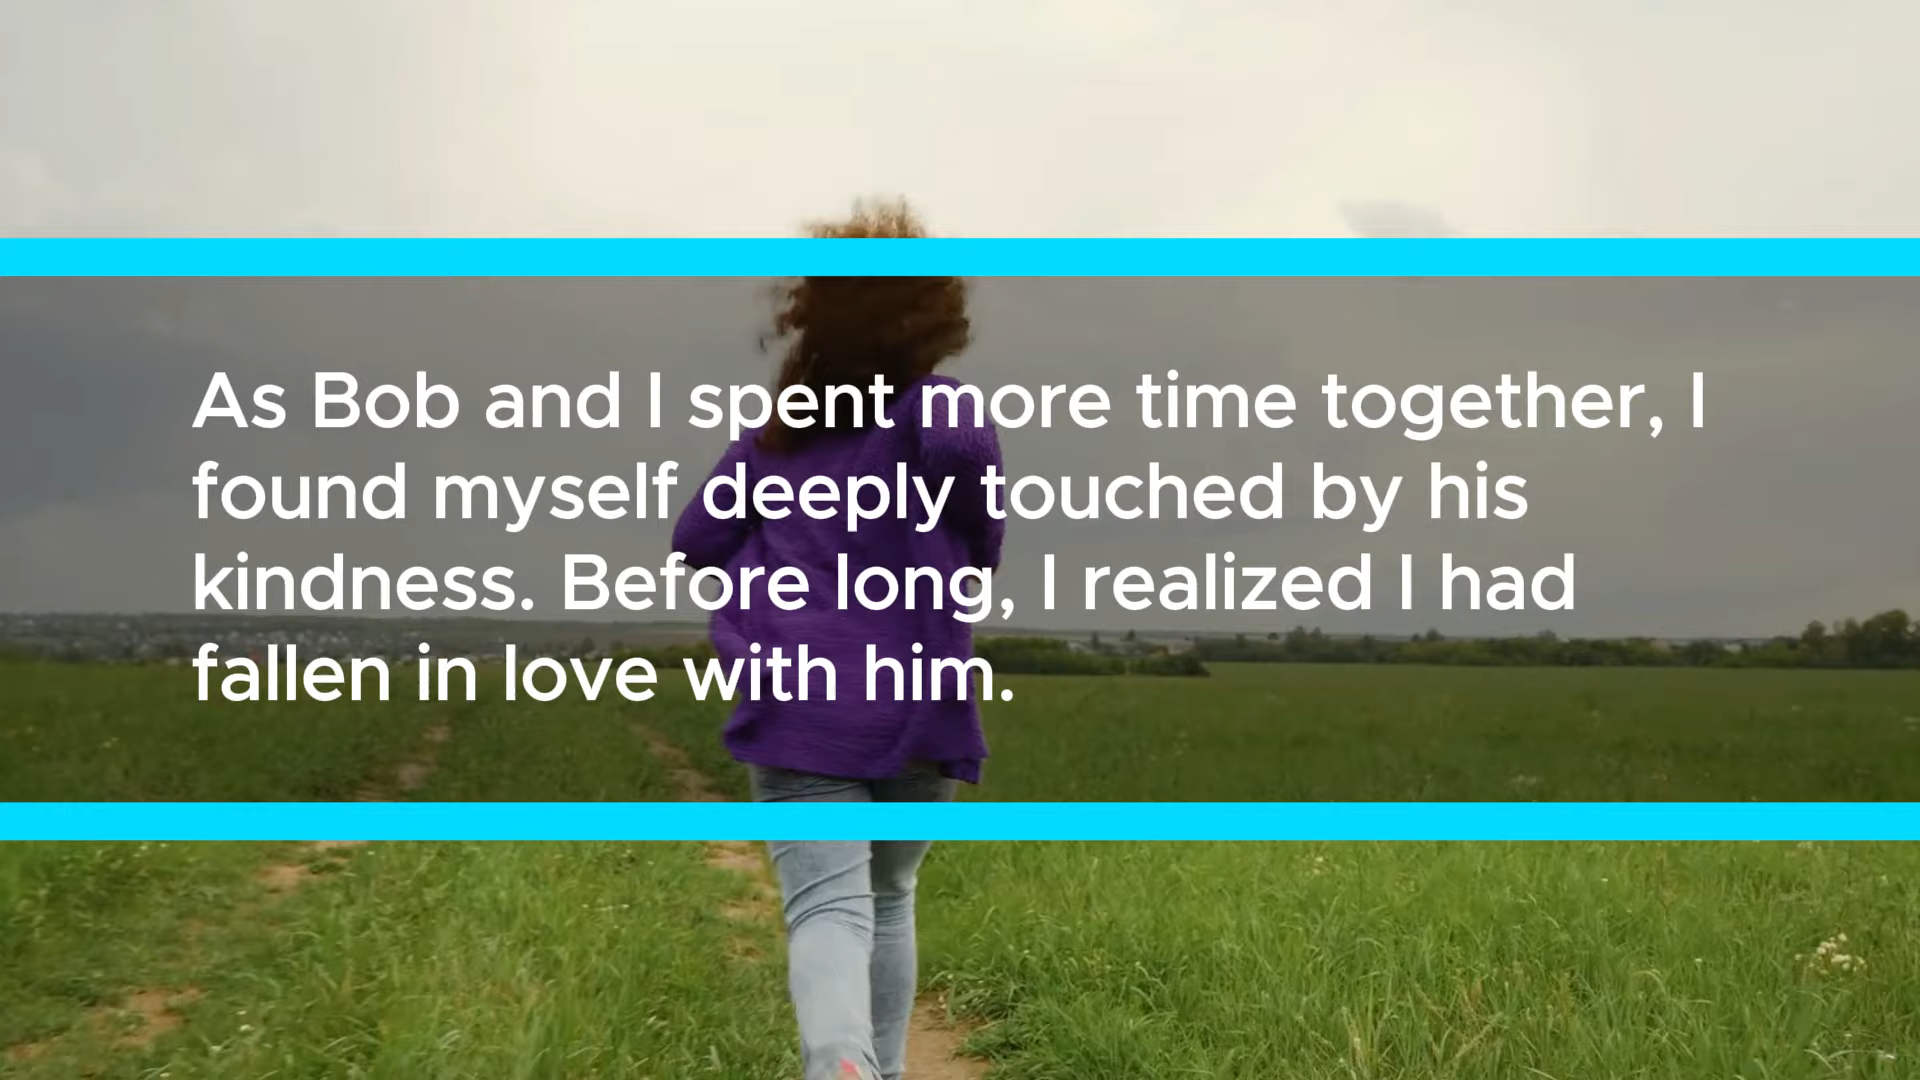 As Bob and I spent more time together, I
found myself deeply touched by his
kindness. Before long, I realized I had
fallen in love with him.